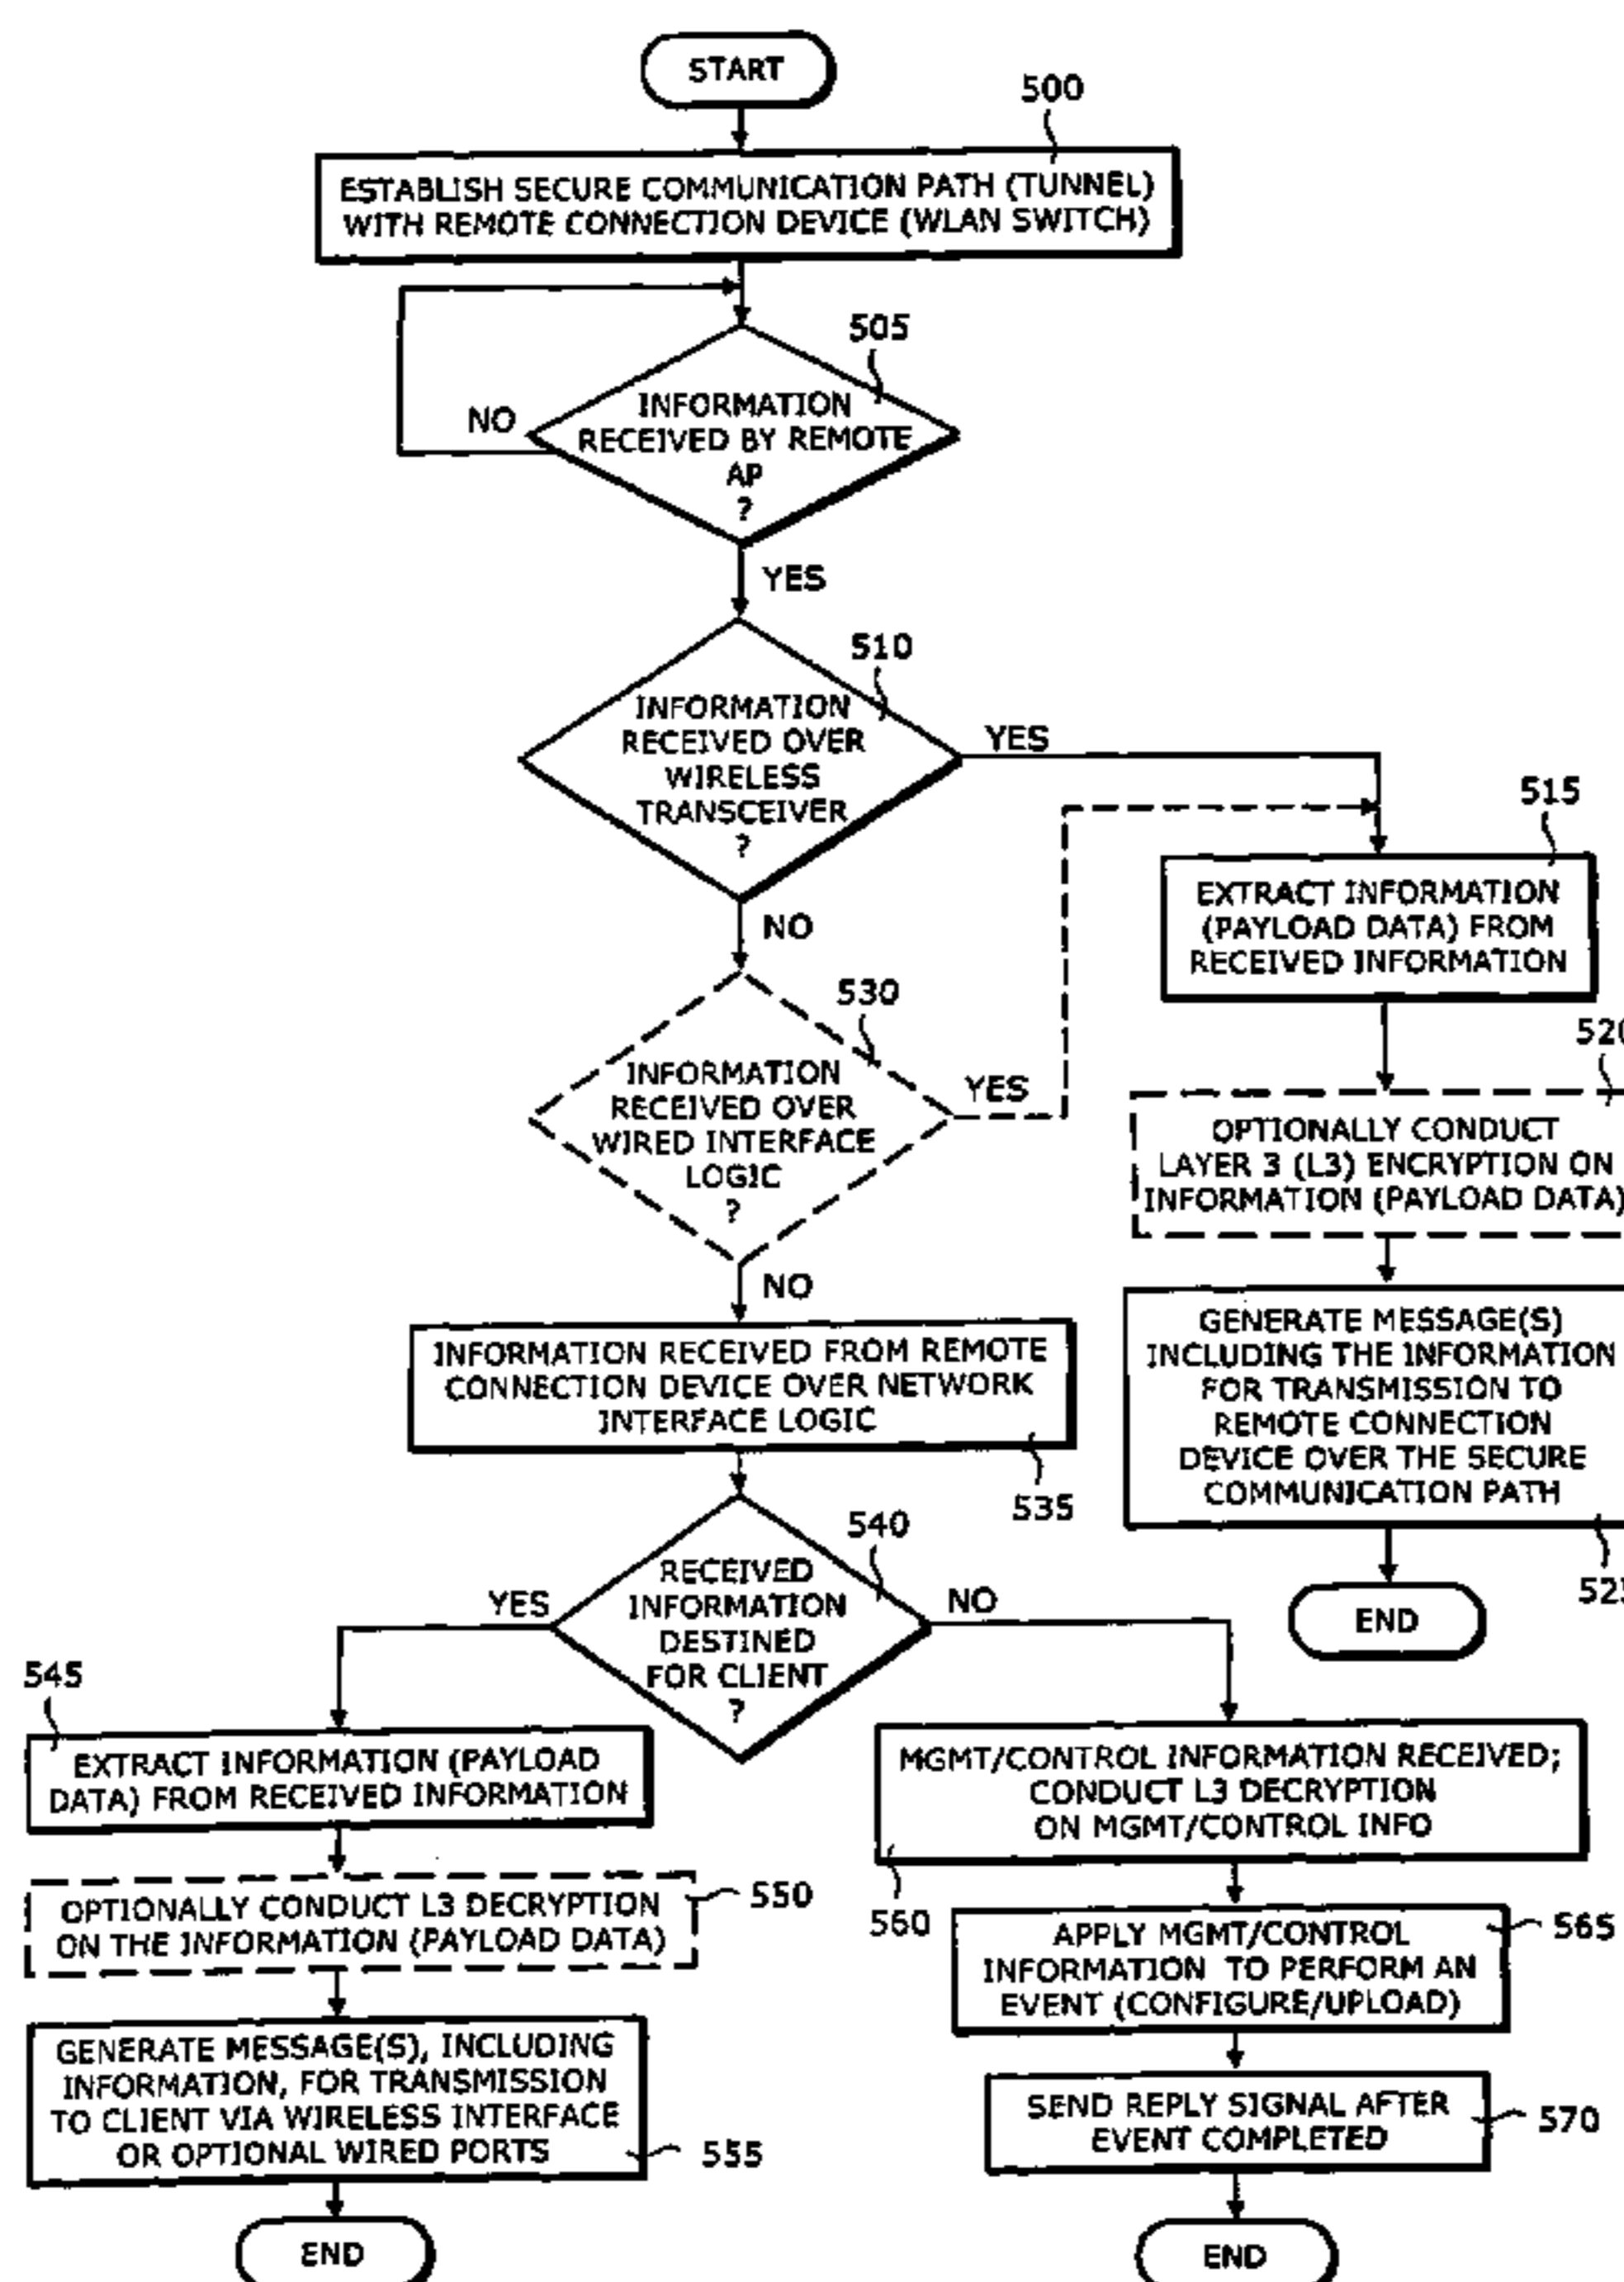 START
500
ESTABLISH SECURE COMMUNICATION PATH (TUNNEL)
WITH REMOTE CONNECTION DEVICE (WLAN SWITCH)
505
INFORMATION
RECEIVED BY REMOTE
AP
?
NO
YES
510
INFORMATION
RECEIVED OVER
WIRELESS
TRANSCEIVER
?
YES
NO
515
EXTRACT INFORMATION
(PAYLOAD DATA) FROM
RECEIVED INFORMATION
530
INFORMATION
RECEIVED OVER
WIRED INTERFACE
LOGIC
?
YES
NO
520
OPTIONALLY CONDUCT
LAYER 3 (L3) ENCRYPTION ON
INFORMATION (PAYLOAD DATA)
GENERATE MESSAGE(S)
INCLUDING THE INFORMATION
FOR TRANSMISSION TO
REMOTE CONNECTION
DEVICE OVER THE SECURE
COMMUNICATION PATH
525
END
INFORMATION RECEIVED FROM REMOTE
CONNECTION DEVICE OVER NETWORK
INTERFACE LOGIC
535
540
RECEIVED
INFORMATION
DESTINED
FOR CLIENT
?
YES
NO
545
EXTRACT INFORMATION (PAYLOAD
DATA) FROM RECEIVED INFORMATION
OPTIONALLY CONDUCT L3 DECRYPTION
ON THE INFORMATION (PAYLOAD DATA)
550
GENERATE MESSAGE(S), INCLUDING
INFORMATION, FOR TRANSMISSION
TO CLIENT VIA WIRELESS INTERFACE
OR OPTIONAL WIRED PORTS
555
END
MGMT/CONTROL INFORMATION RECEIVED;
CONDUCT L3 DECRYPTION
ON MGMT/CONTROL INFO
560
APPLY MGMT/CONTROL
INFORMATION TO PERFORM AN
EVENT (CONFIGURE/UPLOAD)
565
SEND REPLY SIGNAL AFTER
EVENT COMPLETED
570
END